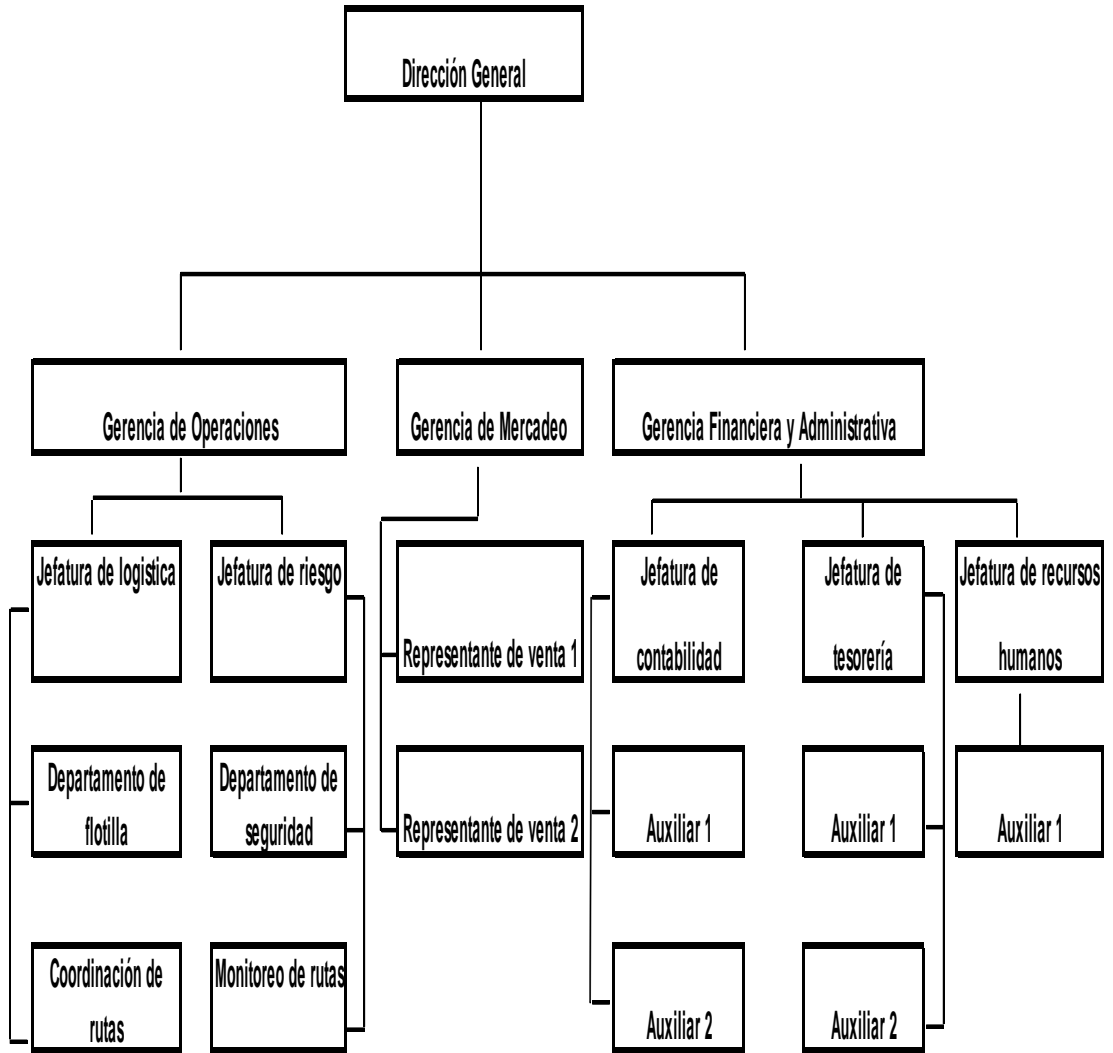 Dirección General
Gerencia de Operaciones
Gerencia de Mercadeo
Gerencia Financiera y Administrativa
Jefatura de logística
Jefatura de riesgo
Representante de venta 1
Jefatura de
contabilidad
Jefatura de
tesorería
Jefatura de recursos
humanos
Departamento de
flotilla
Departamento de
seguridad
Representante de venta 2
Auxiliar 1
Auxiliar 1
Auxiliar 1
Coordinación de
rutas
Monitoreo de rutas
Auxiliar 2
Auxiliar 2